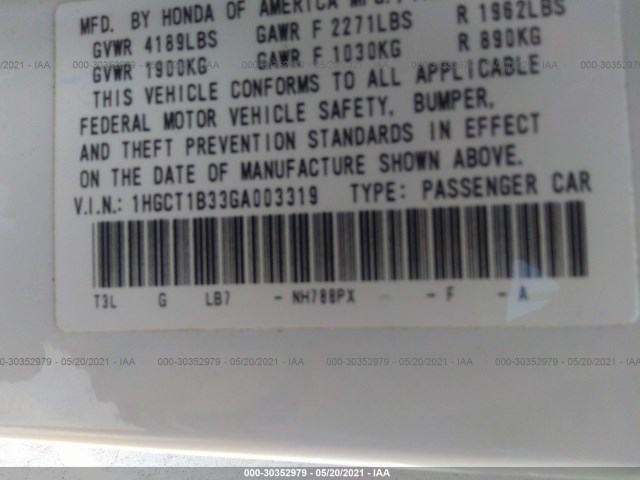 MFD. BY HONDA OF AMERICA MFG.,
GVWR 4189LBS GAWR F 2271LBS R 1962LBS
GVWR 1900KG GAWR F 1030KG R 890KG
THIS VEHICLE CONFORMS TO ALL APPLICABLE
FEDERAL MOTOR VEHICLE SAFETY, BUMPER,
AND THEFT PREVENTION STANDARDS IN EFFECT
ON THE DATE OF MANUFACTURE SHOWN ABOVE.
V.I.N.: 1HGCT1B33GA003319 TYPE: PASSENGER CAR
T3L G LB7 - NH788PX - - F - A
000-30352979 - 05/20/2021 - IAA